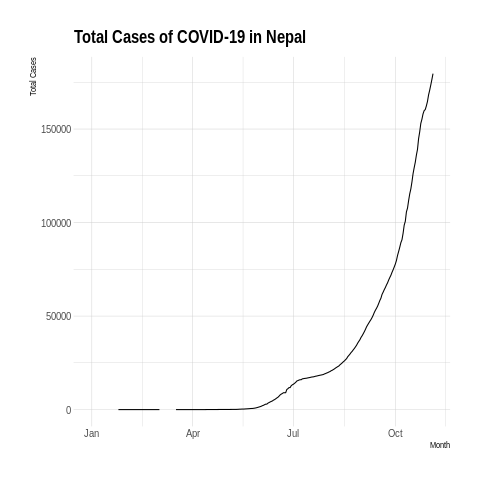 Total Cases of COVID-19 in Nepal
Total Cases
150000
100000
50000
0
Jan Apr Jul Oct
Month